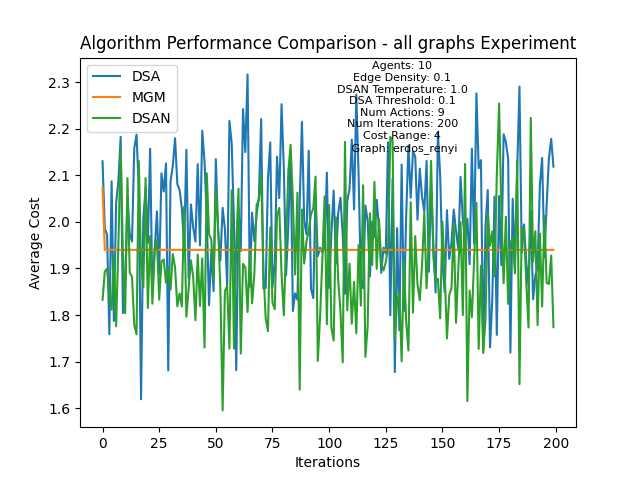 Algorithm Performance Comparison - all graphs Experiment
DSA
MGM
DSAN
Agents: 10
Edge Density: 0.1
DSAN Temperature: 1.0
DSA Threshold: 0.1
Num Actions: 9
Num Iterations: 200
Cost Range: 4
Graph: erdos_renyi
Average Cost
2.3
2.2
2.1
2.0
1.9
1.8
1.7
1.6
0 25 50 75 100 125 150 175 200
Iterations